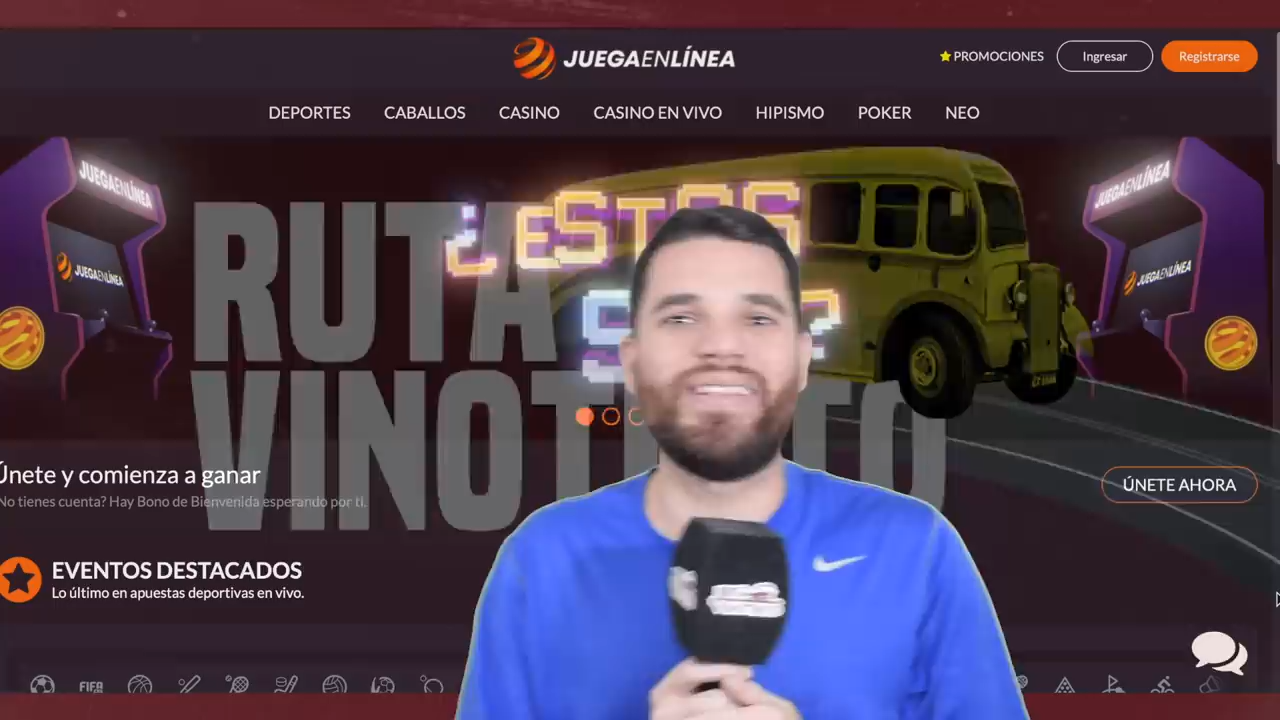 JUEGAENLÍNEA
PROMOCIONES
Ingresar
Registrarse
DEPORTES
CABALLOS
CASINO
CASINO EN VIVO
HIPISMO
POKER
NEO
JUEGAENLÍNEA
JUEGAENLÍNEA
¿ESTÁS
JUEGAENLÍNEA
JUEGAENLÍNEA
RUTA
VINOTINTO
Únete y comienza a ganar
No tienes cuenta? Hay Bono de Bienvenida esperando por ti.
ÚNETE AHORA
EVENTOS DESTACADOS
Lo último en apuestas deportivas en vivo.
FIFA